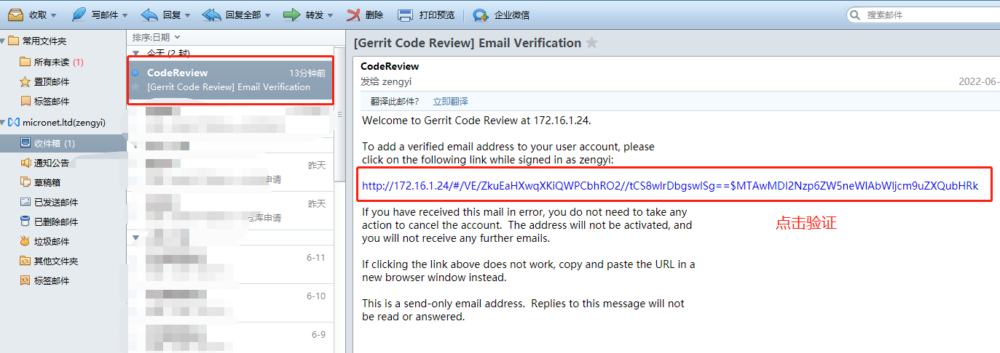 收取 写邮件 回复 回复全部 转发 删除 打印预览 企业微信 搜索邮件
常用文件夹
所有未读 (1)
置顶邮件
标签邮件
micronet.ltd(zengyi)
收件箱 (1)
通知公告
草稿箱
已发送邮件
已删除邮件
垃圾邮件
其他文件夹
标签邮件
排序:日期
今天 (2 封)
CodeReview 13分钟前
[Gerrit Code Review] Email Verification
昨天
申请
昨天
仓库申请
6-11
6-10
6-9
[Gerrit Code Review] Email Verification
CodeReview
发给 zengyi 2022-06-
翻译此邮件? 立即翻译
Welcome to Gerrit Code Review at 172.16.1.24.
To add a verified email address to your user account, please
click on the following link while signed in as zengyi:
http://172.16.1.24/#/VE/ZkuEaHXwqXKiQWPCbhRO2//tCS8wlrDbgswlSg==$MTAwMDI2Nzp6ZW5neWlAbWljcm9uZXQubHRk
If you have received this mail in error, you do not need to take any
action to cancel the account.  The address will not be activated, and
you will not receive any further emails.
点击验证
If clicking the link above does not work, copy and paste the URL in a
new browser window instead.
This is a send-only email address.  Replies to this message will not
be read or answered.